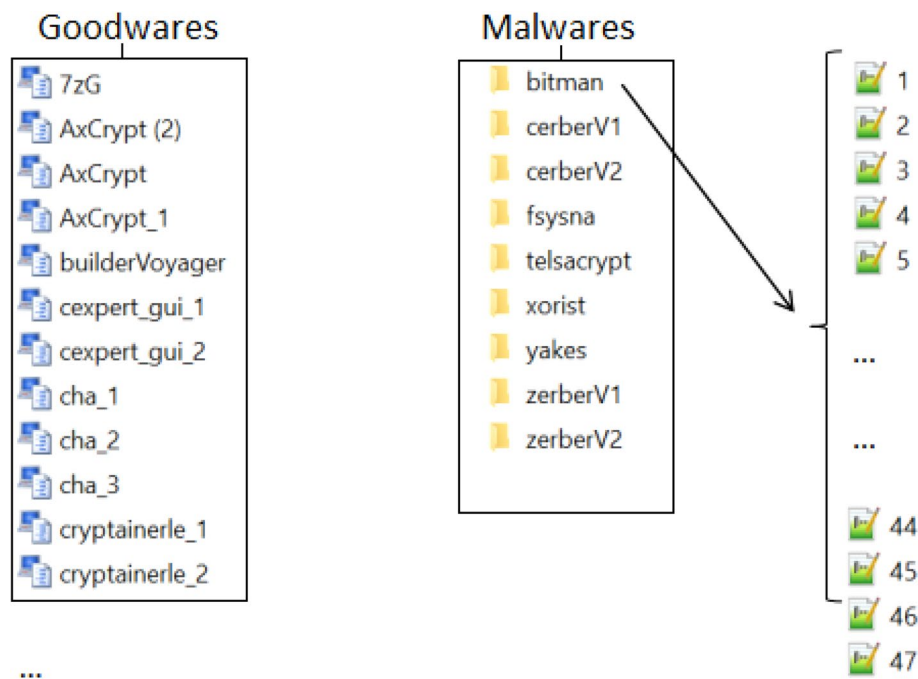 Goodwares
7zG
AxCrypt (2)
AxCrypt
AxCrypt_1
builderVoyager
cexpert_gui_1
cexpert_gui_2
cha_1
cha_2
cha_3
cryptainerle_1
cryptainerle_2
...
Malwares
bitman
cerberV1
cerberV2
fsysna
telsacrypt
xorist
yakes
zerberV1
zerberV2
1
2
3
4
5
...
...
44
45
46
47